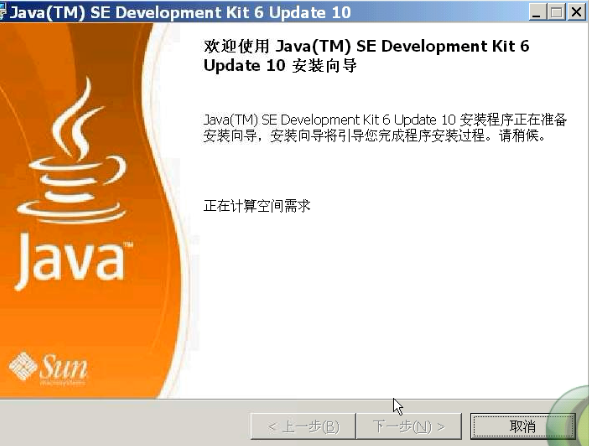 Java(TM) SE Development Kit 6 Update 10
欢迎使用 Java(TM) SE Development Kit 6
Update 10 安装向导
Java(TM) SE Development Kit 6 Update 10 安装程序正在准备
安装向导，安装向导将引导您完成程序安装过程。请稍候。
正在计算空间需求
Java™
Sun
microsystems
< 上一步(B)
下一步(N) >
取消